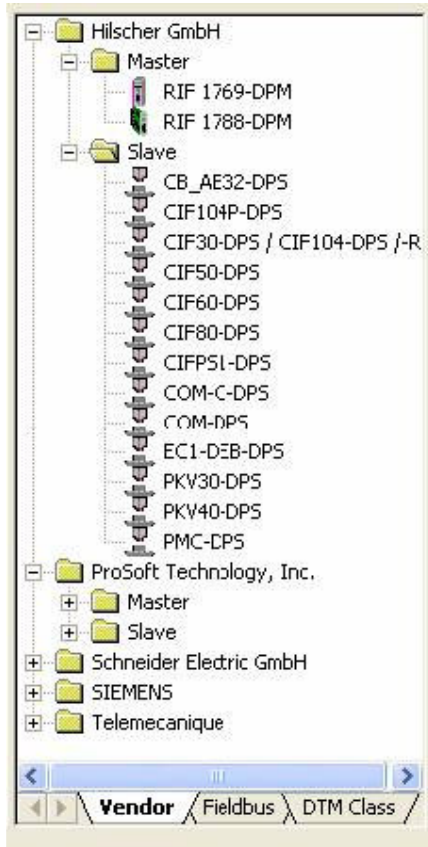 Hilscher GmbH
Master
RIF 1769-DPM
RIF 1788-DPM
Slave
CB_AE32-DPS
CIF104P-DPS
CIF30-DPS / CIF104-DPS /-R
CIF50-DPS
CIF60-DPS
CIF80-DPS
CIFPS1-DPS
COM-C-DPS
COM-DPS
EC1-DEB-DPS
PKV30-DPS
PKV40-DPS
PMC-DPS
ProSoft Technology, Inc.
Master
Slave
Schneider Electric GmbH
SIEMENS
Telemecanique
Vendor Fieldbus DTM Class